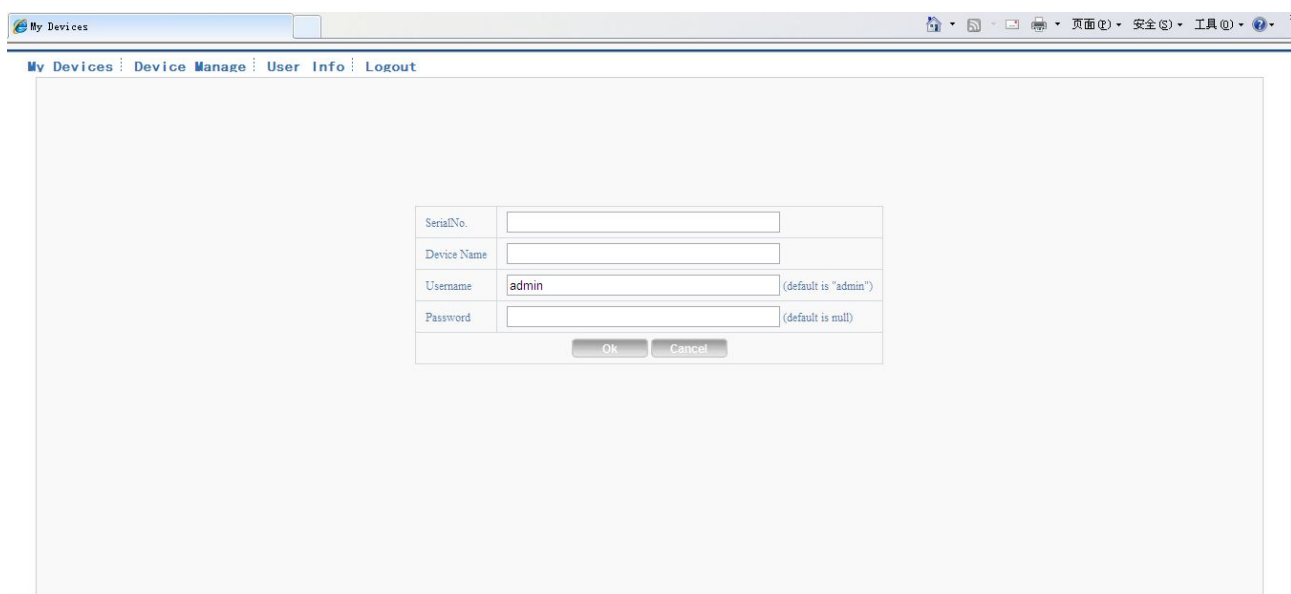 My Devices
页面(P) 安全(S) 工具(O)
My Devices Device Manage User Info Logout
SerialNo.
Device Name
Username admin (default is "admin")
Password (default is null)
Ok Cancel